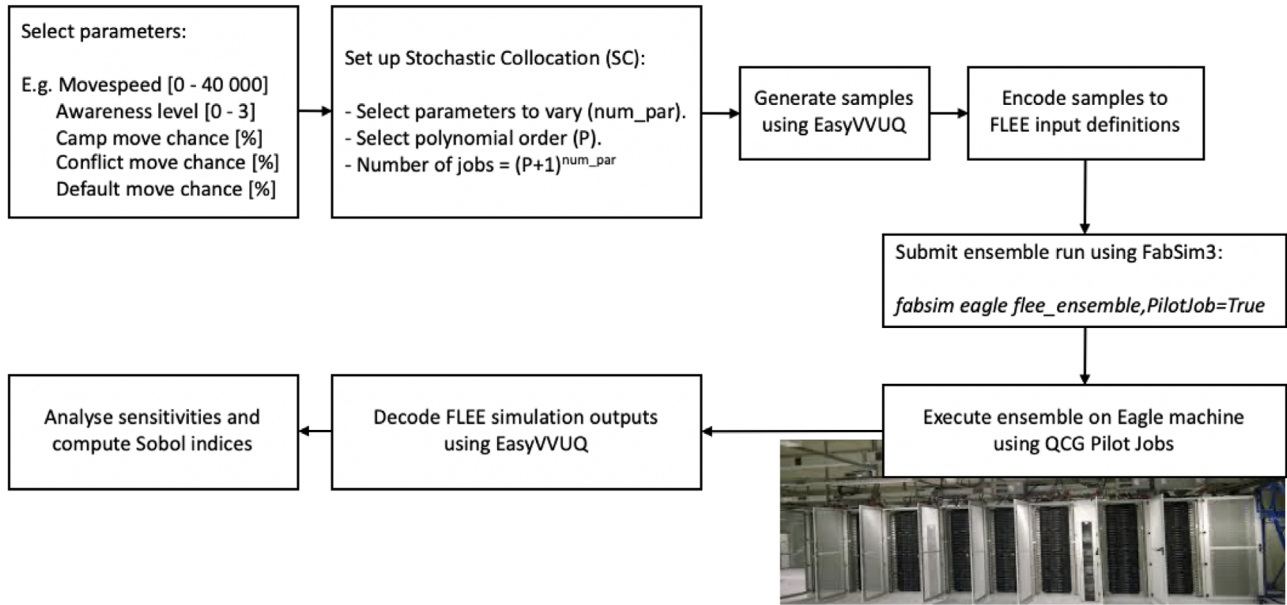 Select parameters:
E.g. Movespeed [0 - 40 000]
Awareness level [0 - 3]
Camp move chance [%]
Conflict move chance [%]
Default move chance [%]
Set up Stochastic Collocation (SC):
- Select parameters to vary (num_par).
- Select polynomial order (P).
- Number of jobs = (P+1)^num_par
Generate samples
using EasyVVUQ
Encode samples to
FLEE input definitions
Submit ensemble run using FabSim3:
fabsim eagle flee_ensemble,PilotJob=True
Execute ensemble on Eagle machine
using QCG Pilot Jobs
Decode FLEE simulation outputs
using EasyVVUQ
Analyse sensitivities and
compute Sobol indices